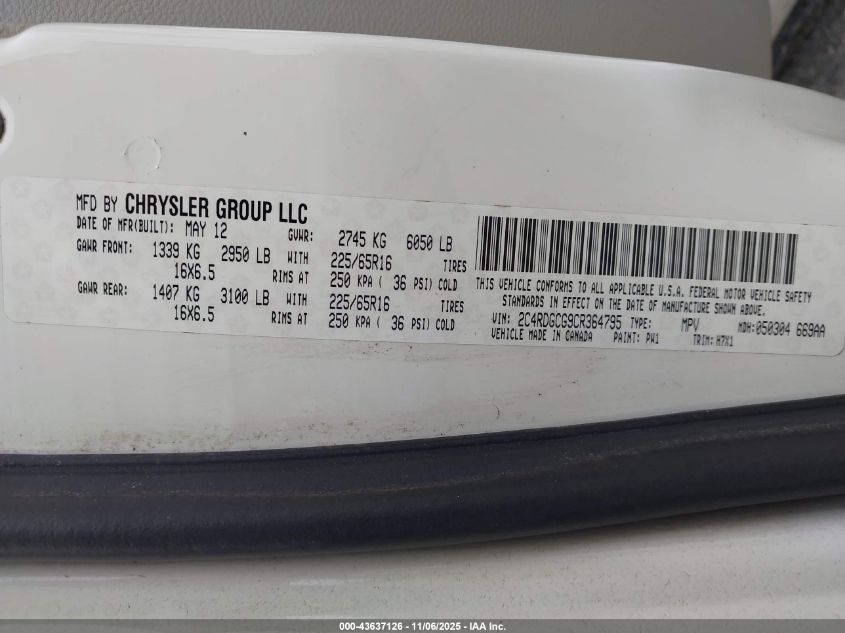 MFD BY CHRYSLER GROUP LLC
DATE OF MFR(BUILT): MAY 12 GVWR: 2745 KG 6050 LB
GAWR FRONT: 1339 KG 2950 LB WITH 225/65R16 TIRES
16X6.5 RIMS AT 250 KPA ( 36 PSI) COLD
GAWR REAR: 1407 KG 3100 LB WITH 225/65R16 TIRES
16X6.5 RIMS AT 250 KPA ( 36 PSI) COLD
THIS VEHICLE CONFORMS TO ALL APPLICABLE U.S.A. FEDERAL MOTOR VEHICLE SAFETY
STANDARDS IN EFFECT ON THE DATE OF MANUFACTURE SHOWN ABOVE.
VIN: 2C4RDGCG9CR364795 TYPE: MPV MDH:050304 669AA
VEHICLE MADE IN CANADA PAINT: PW1 TRIM:
000-43637126 - 11/06/2025 - IAA Inc.